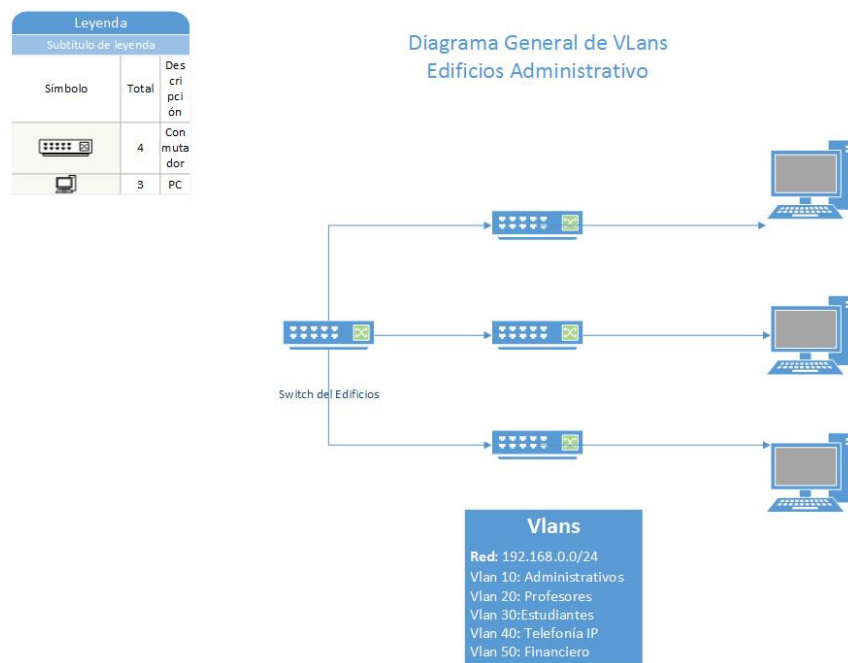 Leyenda
Subtítulo de leyenda
Símbolo Total Des
cri
pci
ón
4 Con
muta
dor
3 PC
Diagrama General de VLans
Edificios Administrativo
Switch del Edificios
Vlans
Red: 192.168.0.0/24
Vlan 10: Administrativos
Vlan 20: Profesores
Vlan 30:Estudiantes
Vlan 40: Telefonía IP
Vlan 50: Financiero